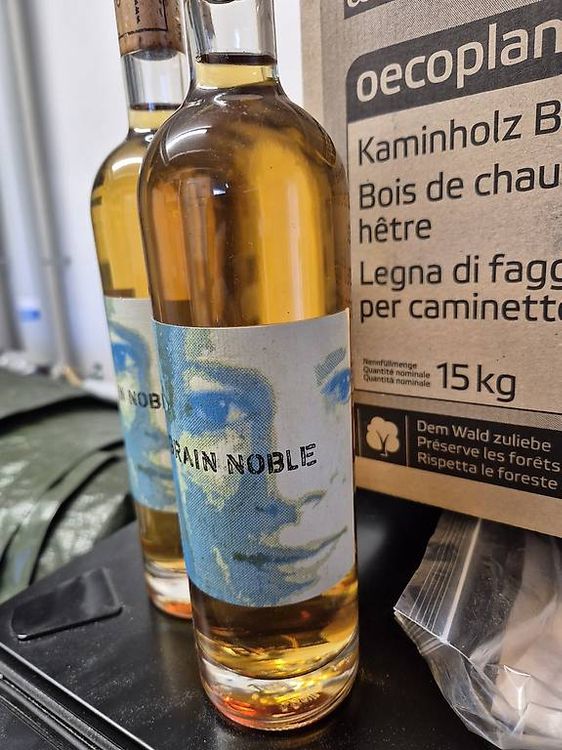 oecoplan
Kaminholz B
Bois de chau
hêtre
Legna di fagg
per caminetto
Nennfüllmenge
Quantité nominale
Quantità nominale
15 kg
Dem Wald zuliebe
Préserve les forêts
Rispetta le foreste
N NOBL
GRAIN NOBLE